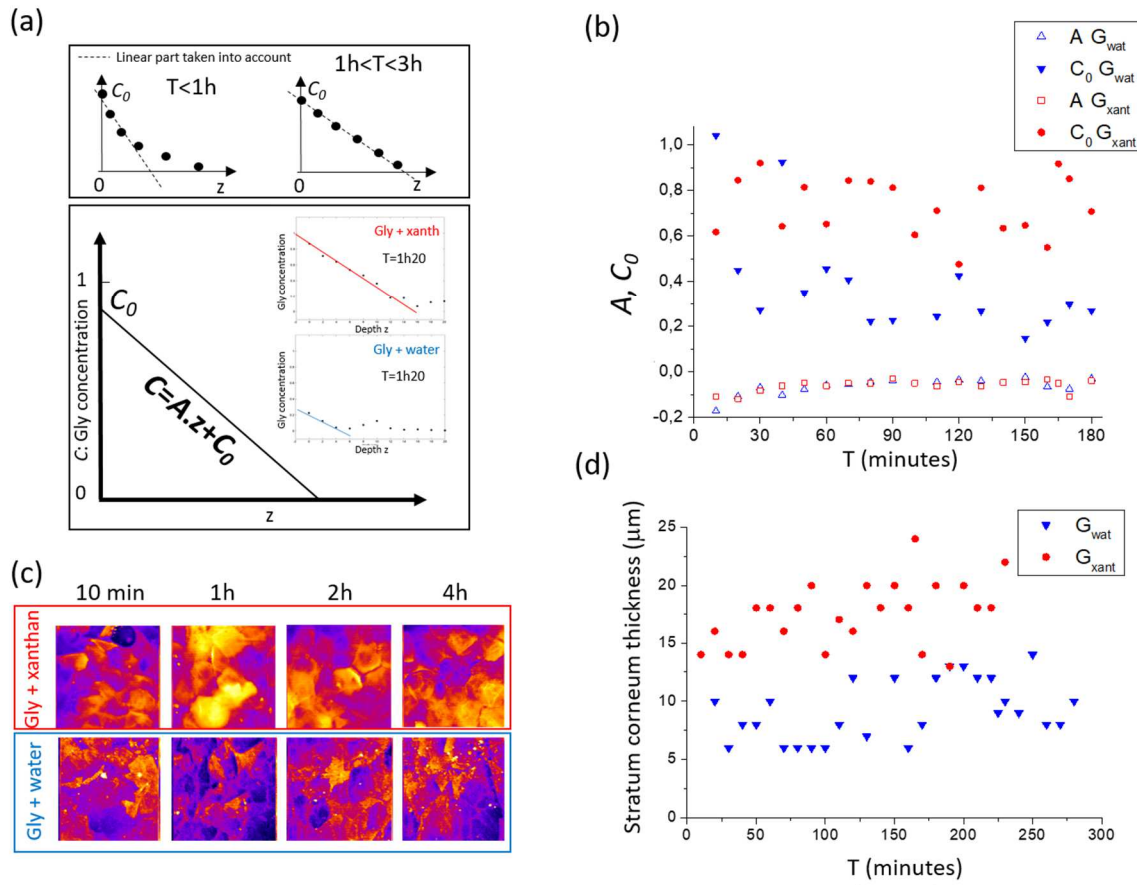 (a)
Linear part taken into account
C0
T<1h
0
z
1h<T<3h
C0
0
z
C: Gly concentration
1
C0
0
z
C=A.z+C0
Gly concentration
Gly + xanth
T=1h20
Depth z
Gly concentration
Gly + water
T=1h20
Depth z
(b)
A Gwat
C0 Gwat
A Gxant
C0 Gxant
A, C0
1,0
0,8
0,6
0,4
0,2
0,0
-0,2
0 30 60 90 120 150 180
T (minutes)
(c)
10 min 1h 2h 4h
Gly + xanthan
Gly + water
(d)
Gwat
Gxant
Stratum corneum thickness (µm)
25
20
15
10
5
0
0 50 100 150 200 250 300
T (minutes)